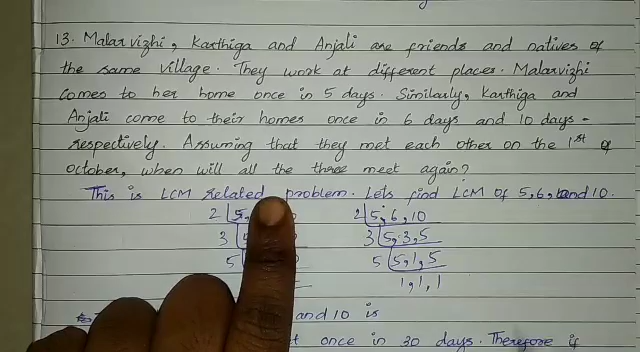 13. Malarvizhi, Karthiga and Anjali are friends and natives of
the same village. They work at different places. Malarvizhi
comes to her home once in 5 days. Similarly, Karthiga and
Anjali come to their homes once in 6 days and 10 days -
respectively. Assuming that they met each other on the 1st of
october, when will all the three meet again?
This is LCM related problem. Lets find LCM of 5,6, and 10.
2 5, 2 5, 6, 10
3 3 5, 3, 5
5 5 5, 1, 5
1, 1, 1
and 10 is
once in 30 days. Therefore if